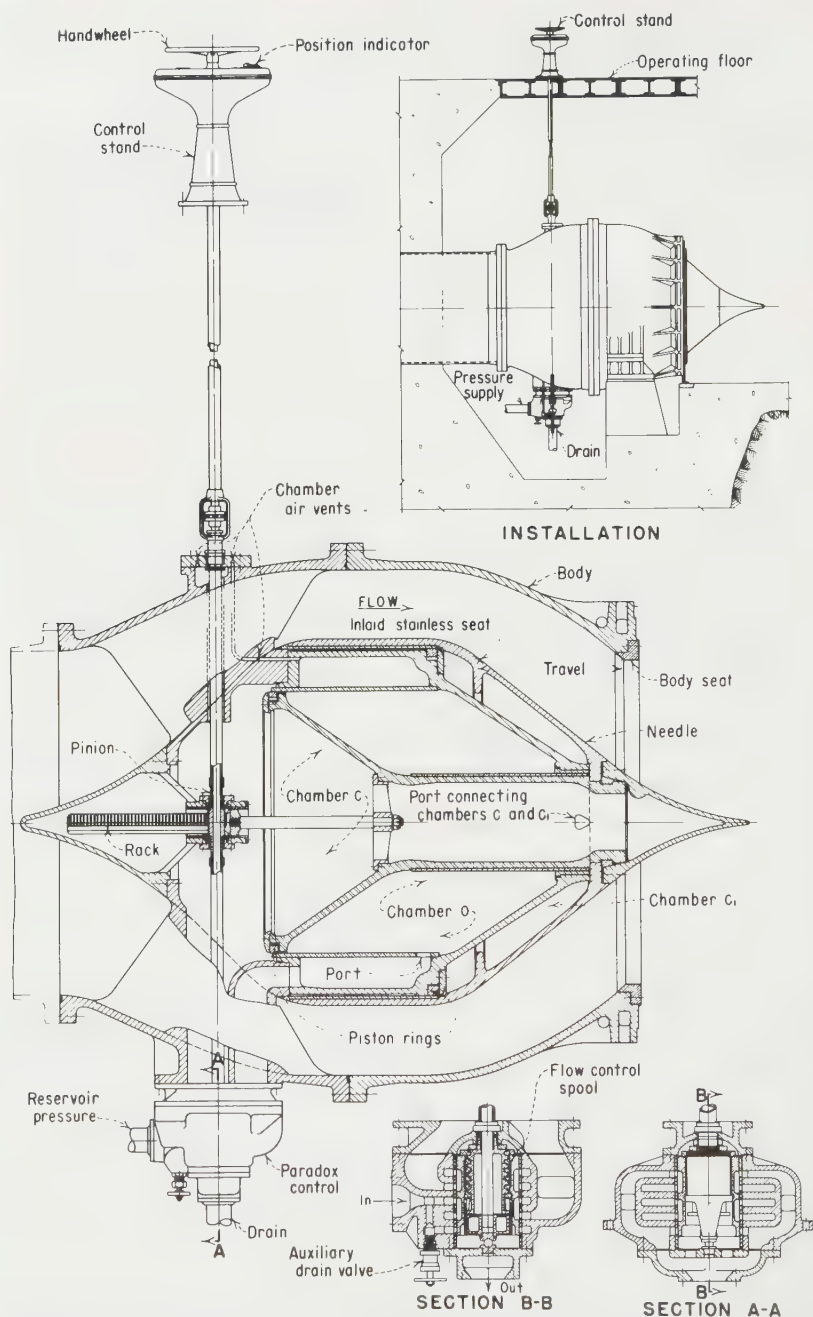 Handwheel
Position indicator
Control
stand
Control stand
Operating floor
Pressure
supply
Drain
INSTALLATION
Chamber
air vents
Body
FLOW
Inlaid stainless seat
Travel
Body seat
Needle
Pinion
Chamber C
Port connecting
chambers C and C₁
Rack
Chamber O
Chamber C₁
Port
Piston rings
Flow control
spool
A
Reservoir
pressure
Paradox
control
Drain
A
In
Auxiliary
drain valve
Out
SECTION B-B
B
B
SECTION A-A